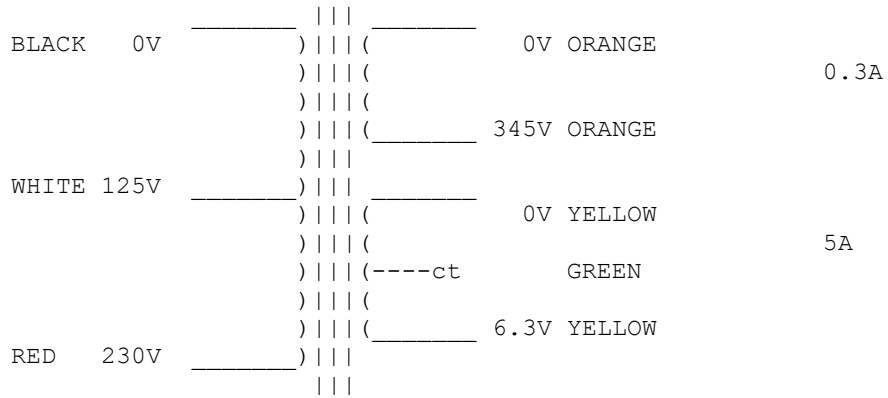 BLACK 0V 0V ORANGE
0.3A
345V ORANGE
WHITE 125V
0V YELLOW
5A
ct GREEN
6.3V YELLOW
RED 230V